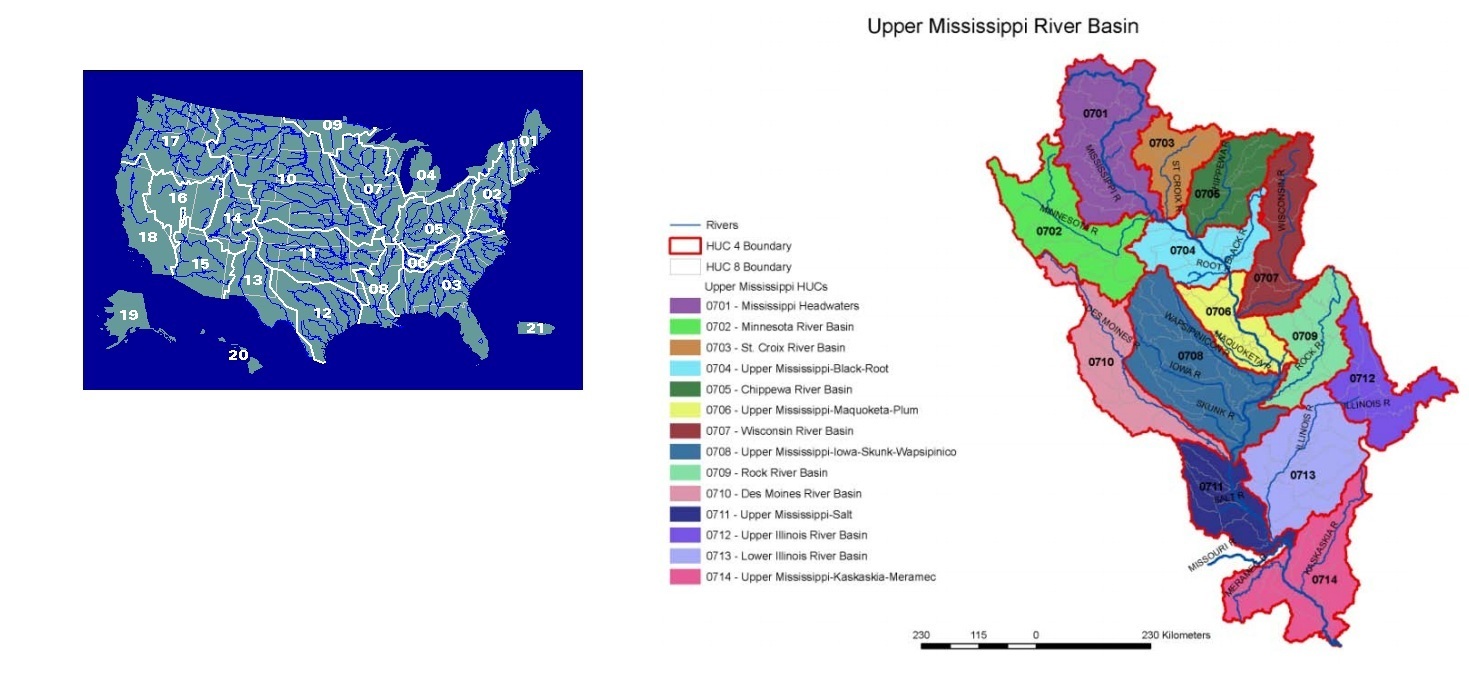 Upper Mississippi River Basin
09
01
17
04
10
07
02
16
14
05
18
11
06
15
13
08
03
12
19
21
20
Rivers
HUC 4 Boundary
HUC 8 Boundary
Upper Mississippi HUCs
0701 - Mississippi Headwaters
0702 - Minnesota River Basin
0703 - St. Croix River Basin
0704 - Upper Mississippi-Black-Root
0705 - Chippewa River Basin
0706 - Upper Mississippi-Maquoketa-Plum
0707 - Wisconsin River Basin
0708 - Upper Mississippi-Iowa-Skunk-Wapsipinico
0709 - Rock River Basin
0710 - Des Moines River Basin
0711 - Upper Mississippi-Salt
0712 - Upper Illinois River Basin
0713 - Lower Illinois River Basin
0714 - Upper Mississippi-Kaskaskia-Meramec
0701
0703
MISSISSIPPI R
ST CROIX R
CHIPPEWA R
0705
WISCONSIN R
MINNESOTA R
0702
0704
BLACK R
ROOT
0707
0706
DES MOINES R
WAPSIPINICON R
MAQUOKETA R
0709
ROCK R
0710
0708
IOWA R
0712
SKUNK R
ILLINOIS R
ILLINOIS R
0713
0711
SALT R
MISSOURI R
KASKASKIA R
MERAMEC R
0714
230 115 0 230 Kilometers